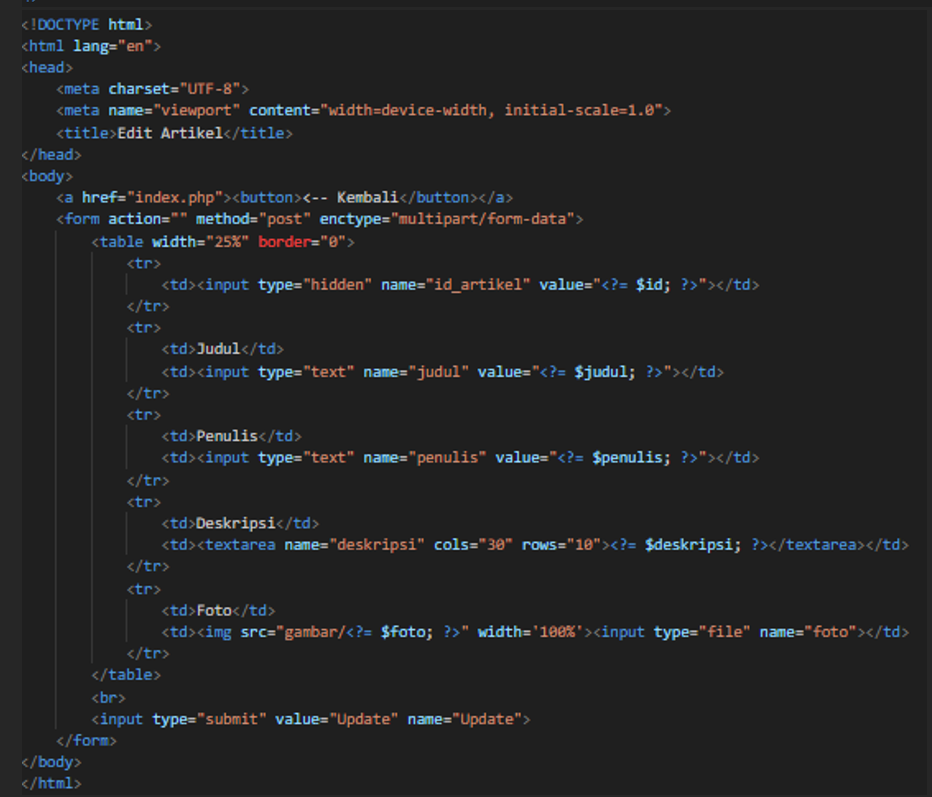 <!DOCTYPE html>
<html lang="en">
<head>
    <meta charset="UTF-8">
    <meta name="viewport" content="width=device-width, initial-scale=1.0">
    <title>Edit Artikel</title>
</head>
<body>
    <a href="index.php"><button><-- Kembali</button></a>
    <form action="" method="post" enctype="multipart/form-data">
        <table width="25%" border="0">
            <tr>
                <td><input type="hidden" name="id_artikel" value="<?= $id; ?>"></td>
            </tr>
            <tr>
                <td>Judul</td>
                <td><input type="text" name="judul" value="<?= $judul; ?>"></td>
            </tr>
            <tr>
                <td>Penulis</td>
                <td><input type="text" name="penulis" value="<?= $penulis; ?>"></td>
            </tr>
            <tr>
                <td>Deskripsi</td>
                <td><textarea name="deskripsi" cols="30" rows="10"><?= $deskripsi; ?></textarea></td>
            </tr>
            <tr>
                <td>Foto</td>
                <td><img src="gambar/<?= $foto; ?>" width='100%'><input type="file" name="foto"></td>
            </tr>
        </table>
        <br>
        <input type="submit" value="Update" name="Update">
    </form>
</body>
</html>